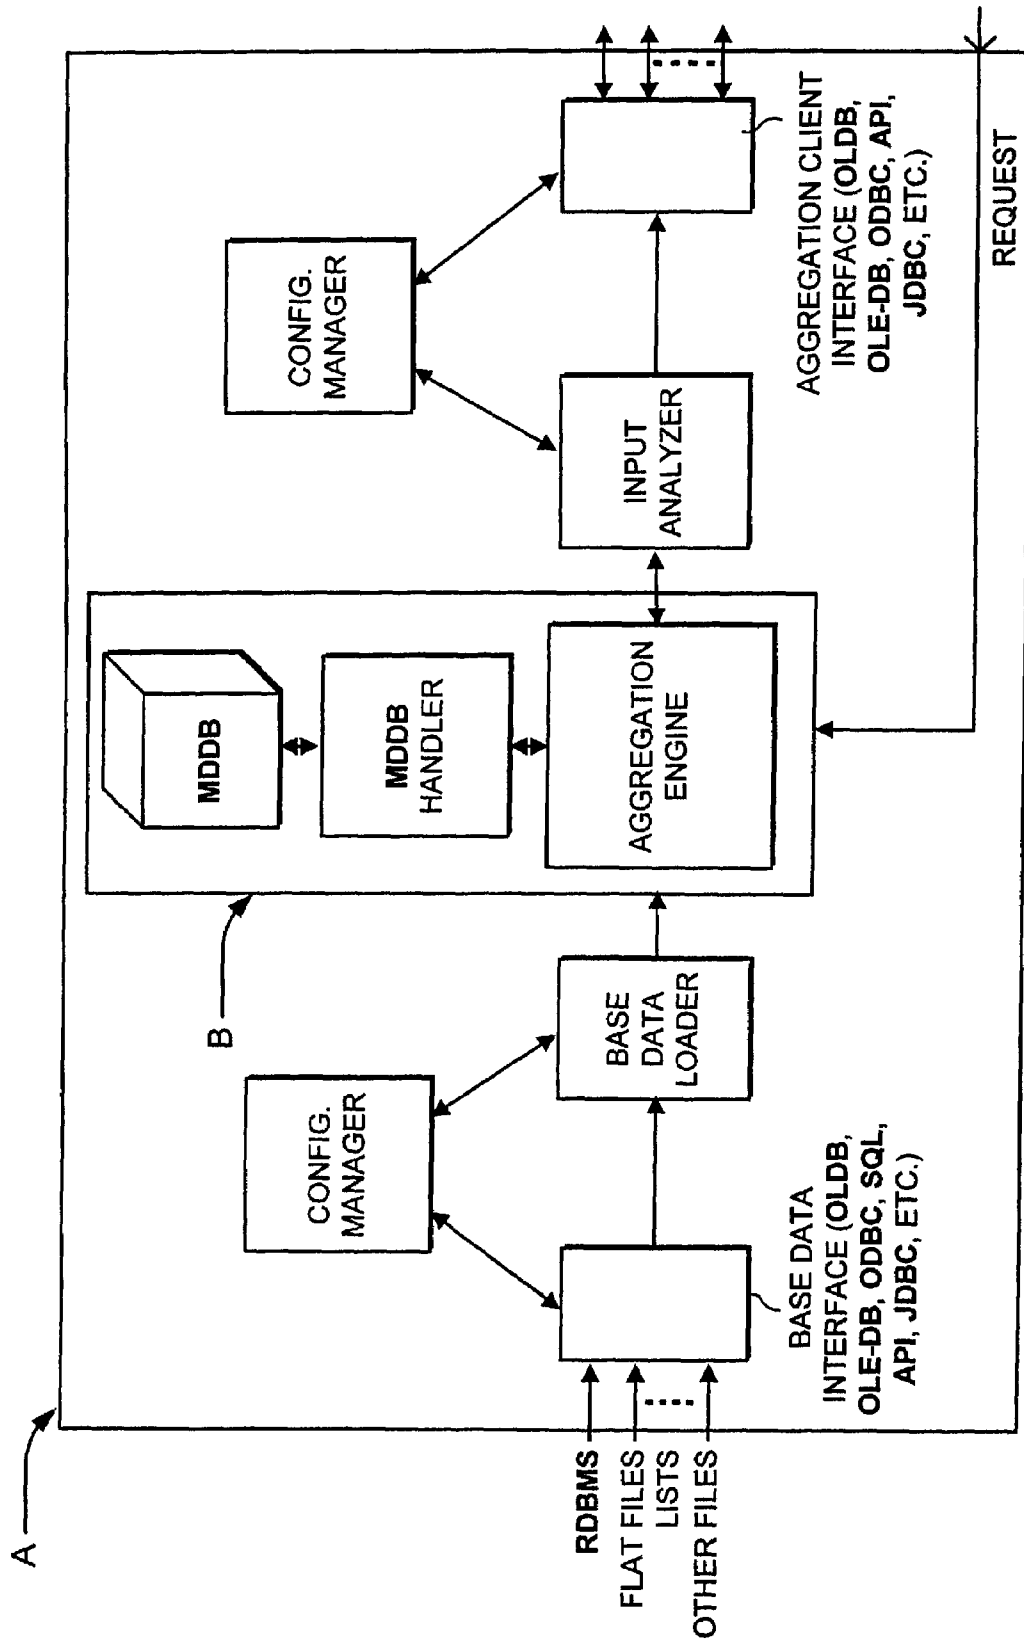 A
B
RDBMS
FLAT FILES
LISTS
OTHER FILES
BASE DATA
INTERFACE (OLDB,
OLE-DB, ODBC, SQL,
API, JDBC, ETC.)
CONFIG.
MANAGER
BASE
DATA
LOADER
MDDB
MDDB
HANDLER
AGGREGATION
ENGINE
CONFIG.
MANAGER
INPUT
ANALYZER
AGGREGATION CLIENT
INTERFACE (OLDB,
OLE-DB, ODBC, API,
JDBC, ETC.)
REQUEST